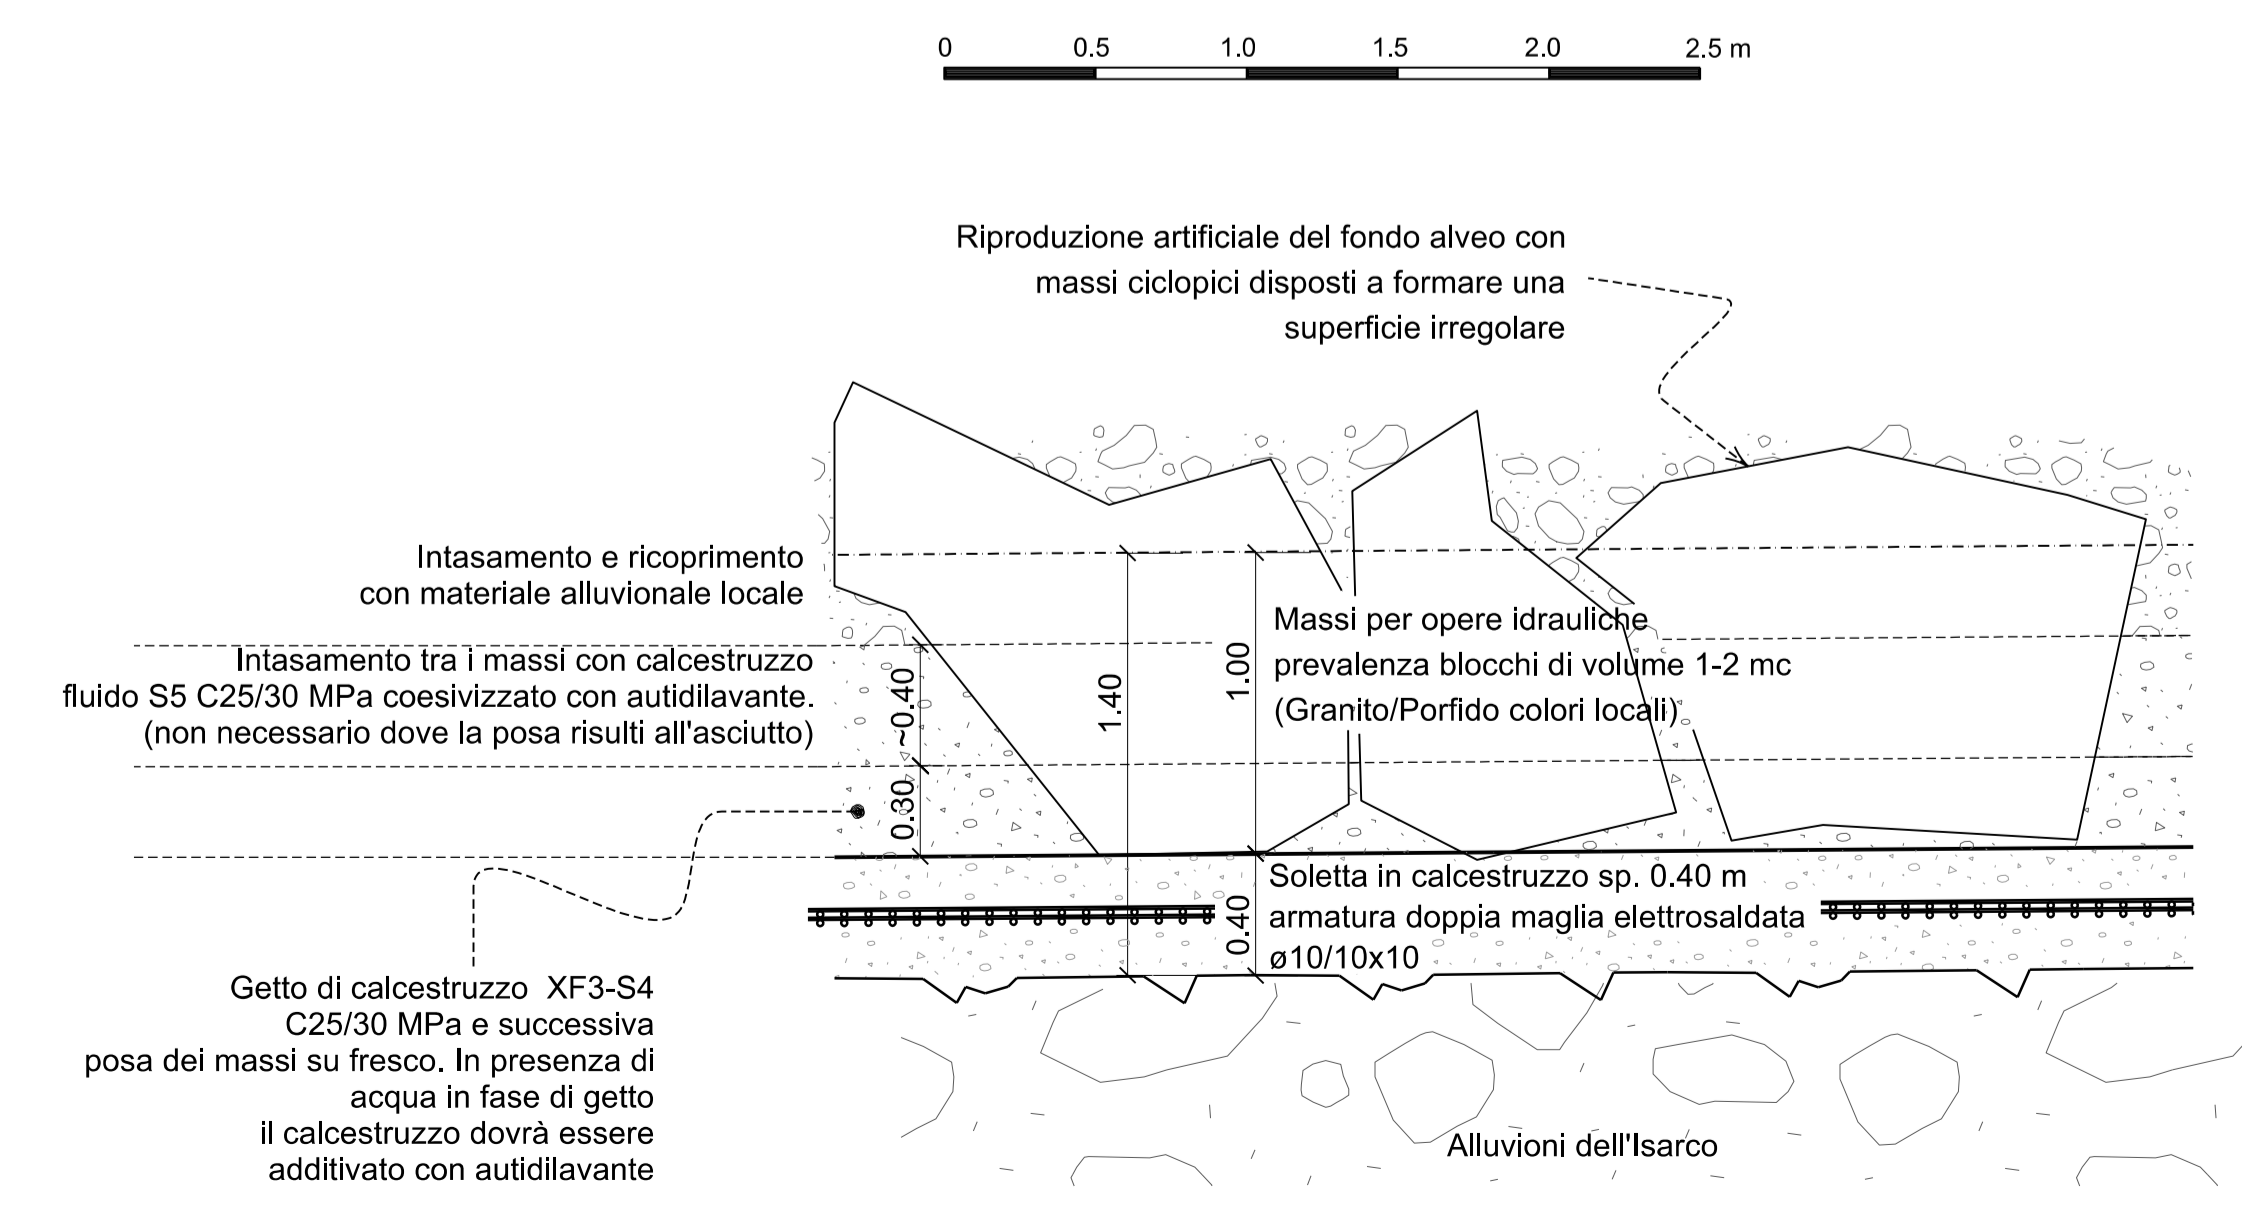 0 0.5 1.0 1.5 2.0 2.5 m
Riproduzione artificiale del fondo alveo con
massi ciclopici disposti a formare una
superficie irregolare
Intasamento e ricoprimento
con materiale alluvionale locale
Intasamento tra i massi con calcestruzzo
fluido S5 C25/30 MPa coesivizzato con autidilavante.
(non necessario dove la posa risulti all'asciutto)
~0.40
0.30
1.40
1.00
0.40
Massi per opere idrauliche
prevalenza blocchi di volume 1-2 mc
(Granito/Porfido colori locali)
Soletta in calcestruzzo sp. 0.40 m
armatura doppia maglia elettrosaldata
ø10/10x10
Getto di calcestruzzo  XF3-S4
C25/30 MPa e successiva
posa dei massi su fresco. In presenza di
acqua in fase di getto
il calcestruzzo dovrà essere
additivato con autidilavante
Alluvioni dell'Isarco